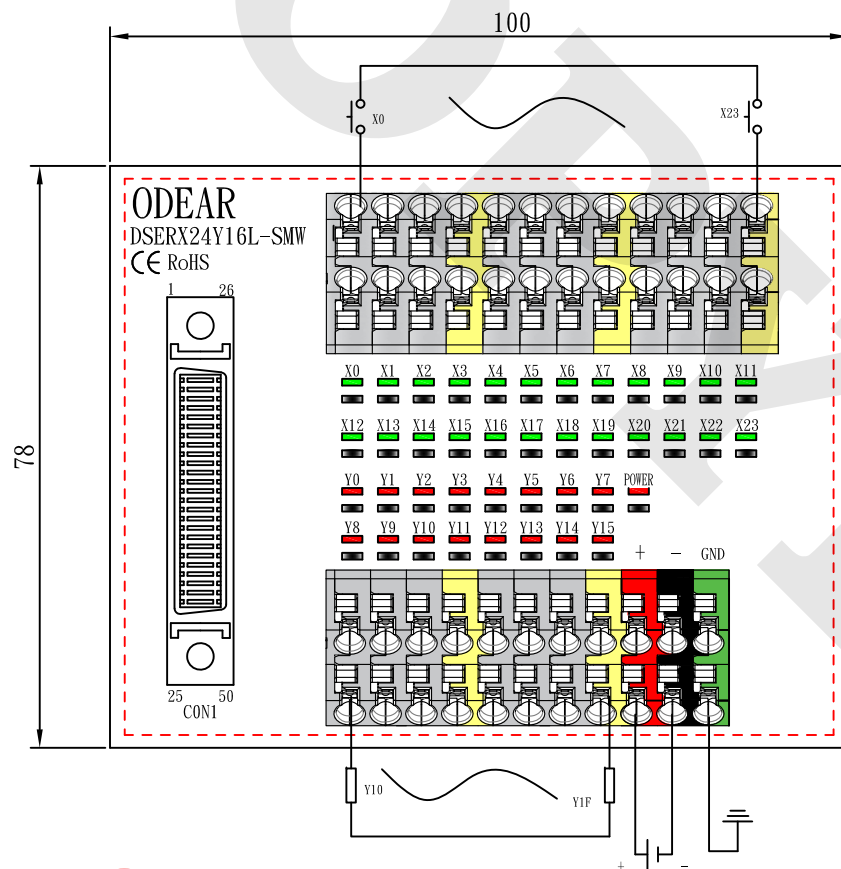 100
X0
X23
78
ODEAR
DSERX24Y16L-SMW
CE RoHS
1 26
X0 X1 X2 X3 X4 X5 X6 X7 X8 X9 X10 X11
X12 X13 X14 X15 X16 X17 X18 X19 X20 X21 X22 X23
Y0 Y1 Y2 Y3 Y4 Y5 Y6 Y7 POWER
Y8 Y9 Y10 Y11 Y12 Y13 Y14 Y15 + - GND
25 50
CON1
Y10
Y1F
+ -